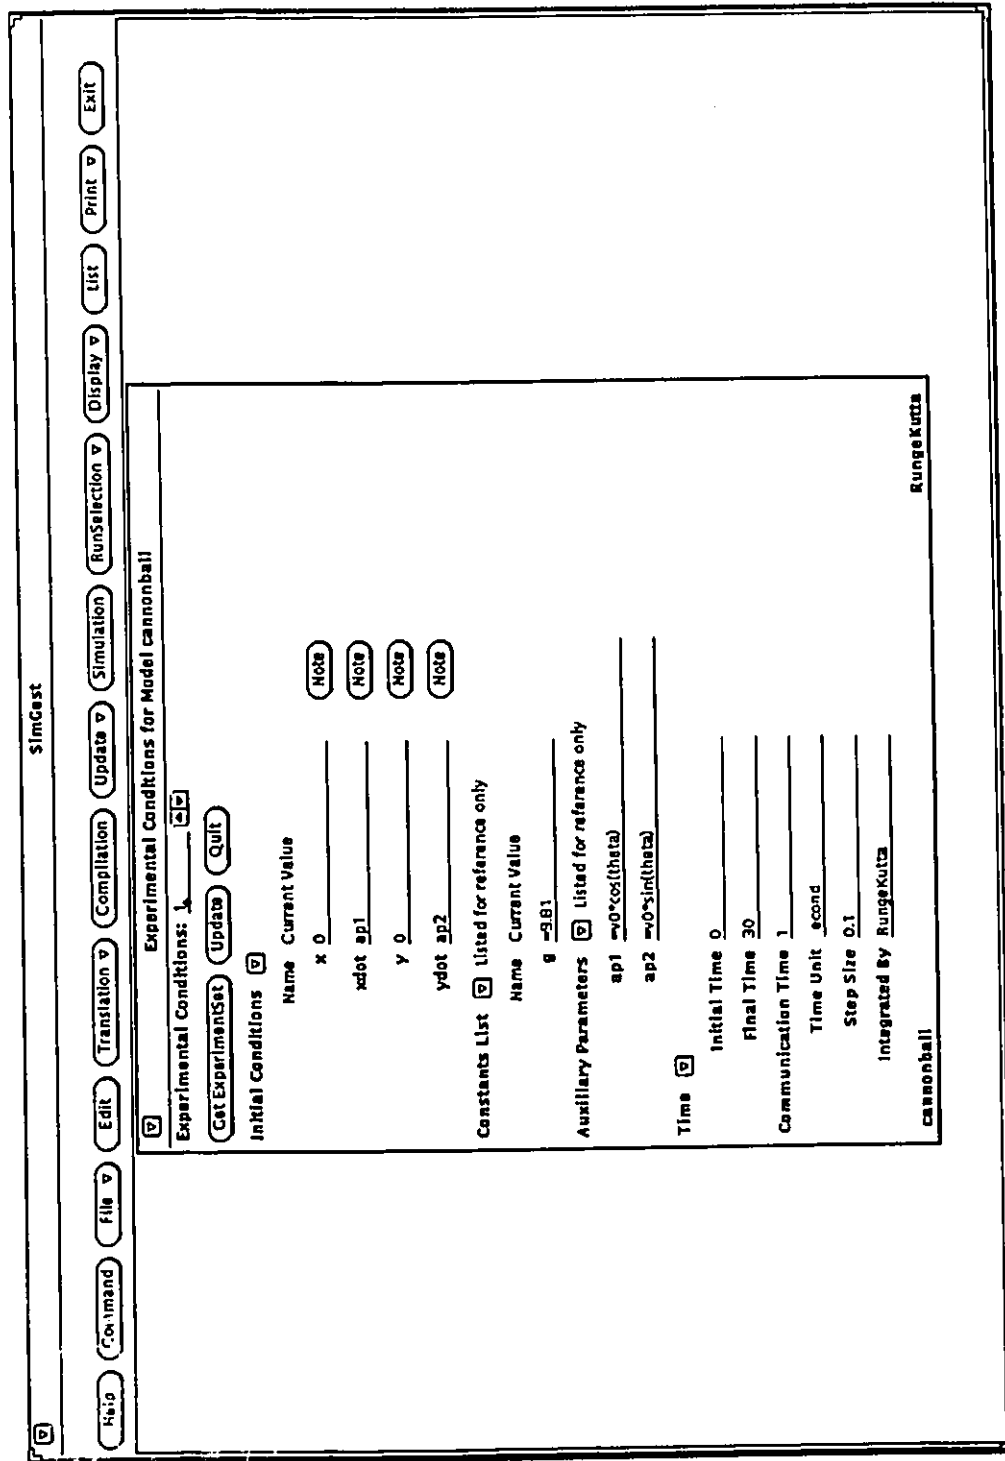 SimGest
Help Command File Edit Translation Compilation Update Simulation RunSelection Display List Print Exit
Experimental Conditions for Model cannonball
Experimental Conditions: 1
Get ExperimentSet Update Quit
Initial Conditions
Name Current Value
x 0 Note
xdot ap1 Note
y 0 Note
ydot ap2 Note
Constants List Listed for reference only
Name Current Value
g =9.81
Auxillary Parameters Listed for reference only
ap1 =v0*cos(theta)
ap2 =v0*sin(theta)
Time
Initial Time 0
Final Time 30
Communication Time 1
Time Unit econd
Step Size 0.1
Integrated By RungeKutta
cannonball RungeKutta